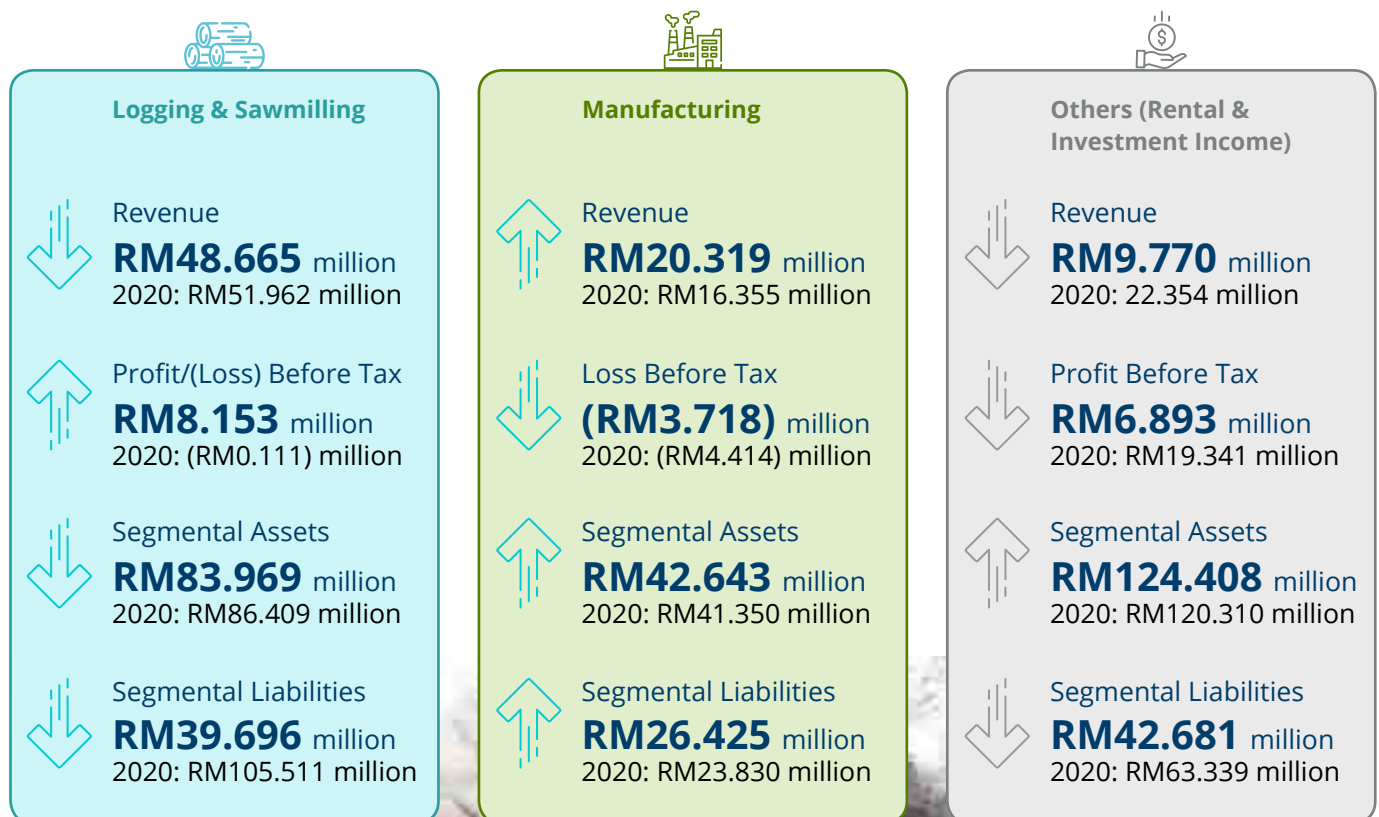 Logging & Sawmilling
Revenue
RM48.665 million
2020: RM51.962 million
Profit/(Loss) Before Tax
RM8.153 million
2020: (RM0.111) million
Segmental Assets
RM83.969 million
2020: RM86.409 million
Segmental Liabilities
RM39.696 million
2020: RM105.511 million
Manufacturing
Revenue
RM20.319 million
2020: RM16.355 million
Loss Before Tax
(RM3.718) million
2020: (RM4.414) million
Segmental Assets
RM42.643 million
2020: RM41.350 million
Segmental Liabilities
RM26.425 million
2020: RM23.830 million
Others (Rental &
Investment Income)
Revenue
RM9.770 million
2020: 22.354 million
Profit Before Tax
RM6.893 million
2020: RM19.341 million
Segmental Assets
RM124.408 million
2020: RM120.310 million
Segmental Liabilities
RM42.681 million
2020: RM63.339 million